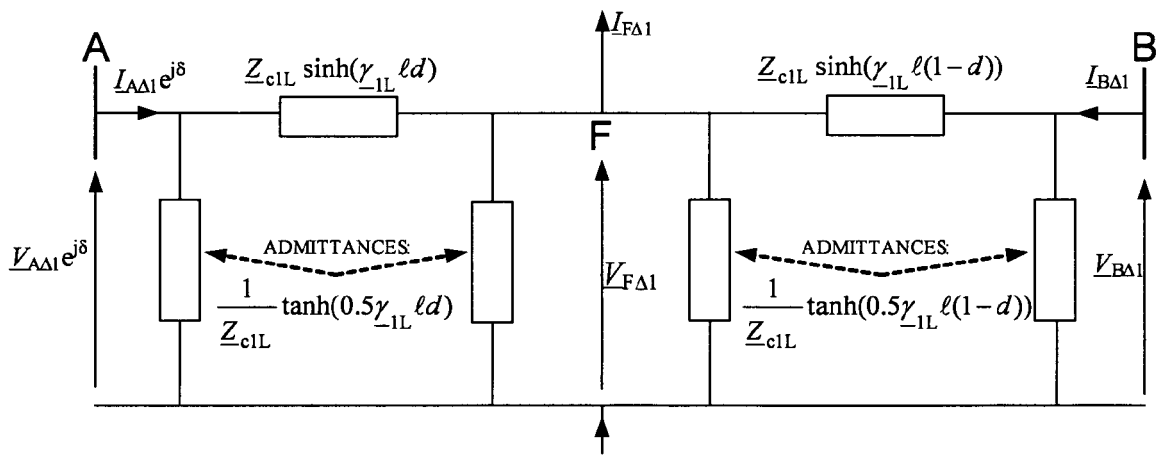 A
I_AΔ1 e^jδ
Z_c1L sinh(γ_1L ℓd)
I_FΔ1
Z_c1L sinh(γ_1L ℓ(1−d))
B
I_BΔ1
F
V_AΔ1 e^jδ
ADMITTANCES:
1/Z_c1L tanh(0.5γ_1L ℓd)
V_FΔ1
ADMITTANCES:
1/Z_c1L tanh(0.5γ_1L ℓ(1−d))
V_BΔ1